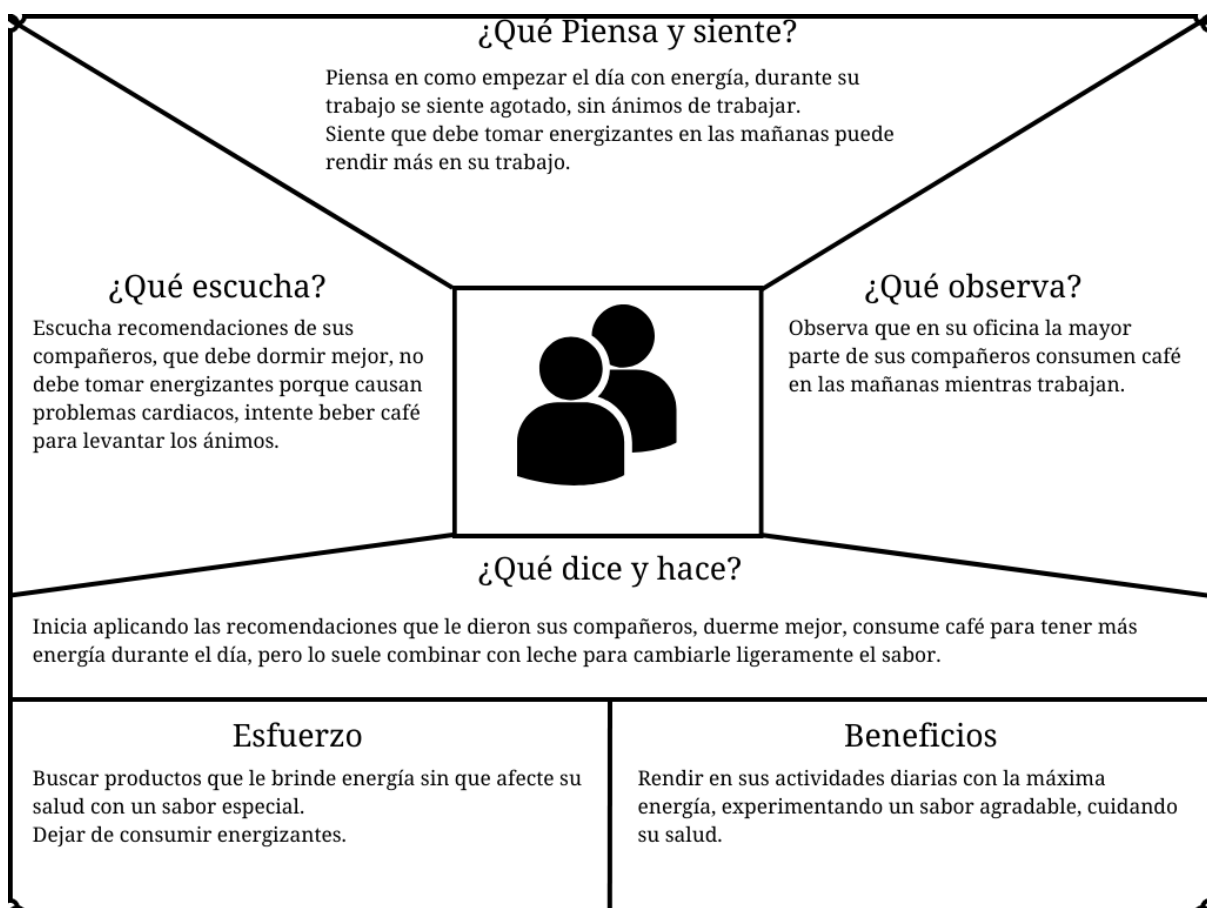 ¿Qué Piensa y siente?
Piensa en como empezar el día con energía, durante su
trabajo se siente agotado, sin ánimos de trabajar.
Siente que debe tomar energizantes en las mañanas puede
rendir más en su trabajo.
¿Qué escucha?
Escucha recomendaciones de sus
compañeros, que debe dormir mejor, no
debe tomar energizantes porque causan
problemas cardiacos, intente beber café
para levantar los ánimos.
¿Qué observa?
Observa que en su oficina la mayor
parte de sus compañeros consumen café
en las mañanas mientras trabajan.
¿Qué dice y hace?
Inicia aplicando las recomendaciones que le dieron sus compañeros, duerme mejor, consume café para tener más
energía durante el día, pero lo suele combinar con leche para cambiarle ligeramente el sabor.
Esfuerzo
Buscar productos que le brinde energía sin que afecte su
salud con un sabor especial.
Dejar de consumir energizantes.
Beneficios
Rendir en sus actividades diarias con la máxima
energía, experimentando un sabor agradable, cuidando
su salud.